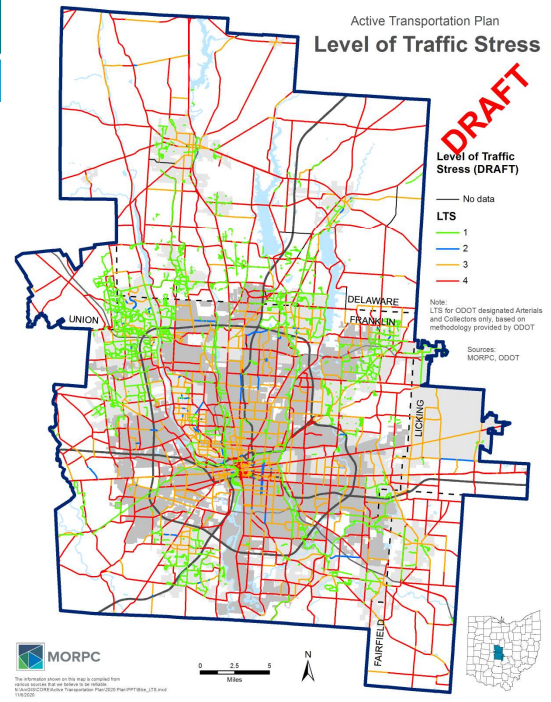 Active Transportation Plan
Level of Traffic Stress
DRAFT
Level of Traffic
Stress (DRAFT)
No data
LTS
1
2
3
4
Note:
LTS for ODOT designated Arterials
and Collectors only, based on
methodology provided by ODOT
Sources:
MORPC, ODOT
DELAWARE
FRANKLIN
UNION
LICKING
FAIRFIELD
MORPC
The information shown on this map is compiled from
various sources that we believe to be reliable.
11/6/2020
0 2.5 5
Miles
N